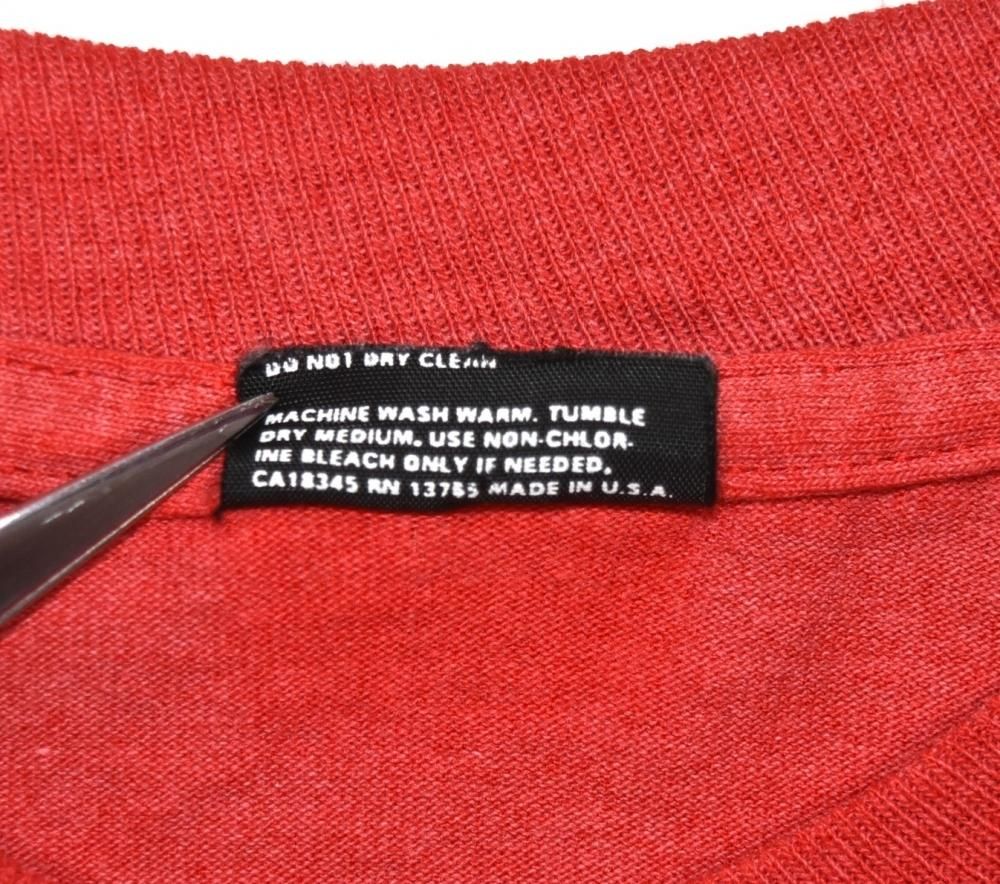 DO NOT DRY CLEAN
MACHINE WASH WARM. TUMBLE
DRY MEDIUM. USE NON-CHLOR-
INE BLEACH ONLY IF NEEDED.
CA18345 RN 13765 MADE IN U.S.A.